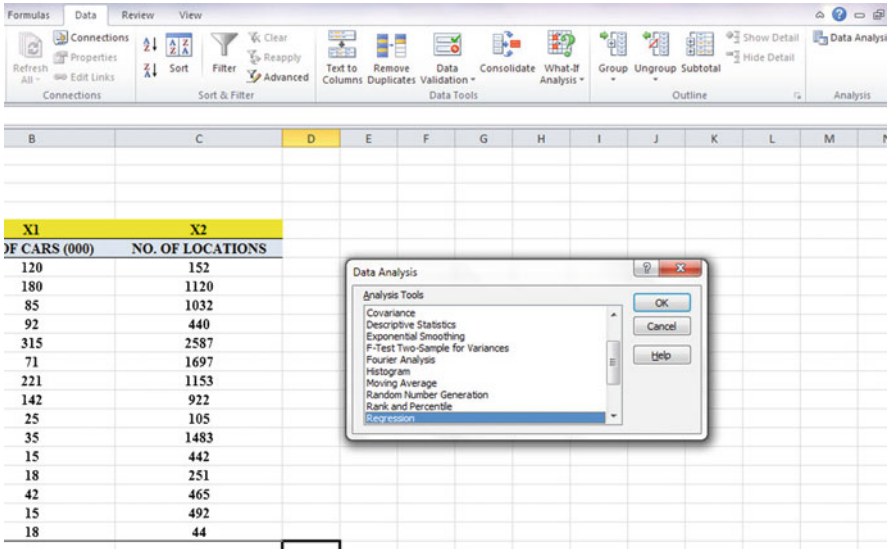 Formulas Data Review View
Connections
Properties
Edit Links
Refresh All
Connections
Sort
Filter
Clear
Reapply
Advanced
Sort & Filter
Text to Columns
Remove Duplicates
Data Validation
Consolidate
What-If Analysis
Data Tools
Group
Ungroup
Subtotal
Show Detail
Hide Detail
Outline
Data Analysi
Analysis
B C D E F G H I J K L M
X1 X2
OF CARS (000) NO. OF LOCATIONS
120 152
180 1120
85 1032
92 440
315 2587
71 1697
221 1153
142 922
25 105
35 1483
15 442
18 251
42 465
15 492
18 44
Data Analysis
Analysis Tools
Covariance
Descriptive Statistics
Exponential Smoothing
F-Test Two-Sample for Variances
Fourier Analysis
Histogram
Moving Average
Random Number Generation
Rank and Percentile
Regression
OK
Cancel
Help